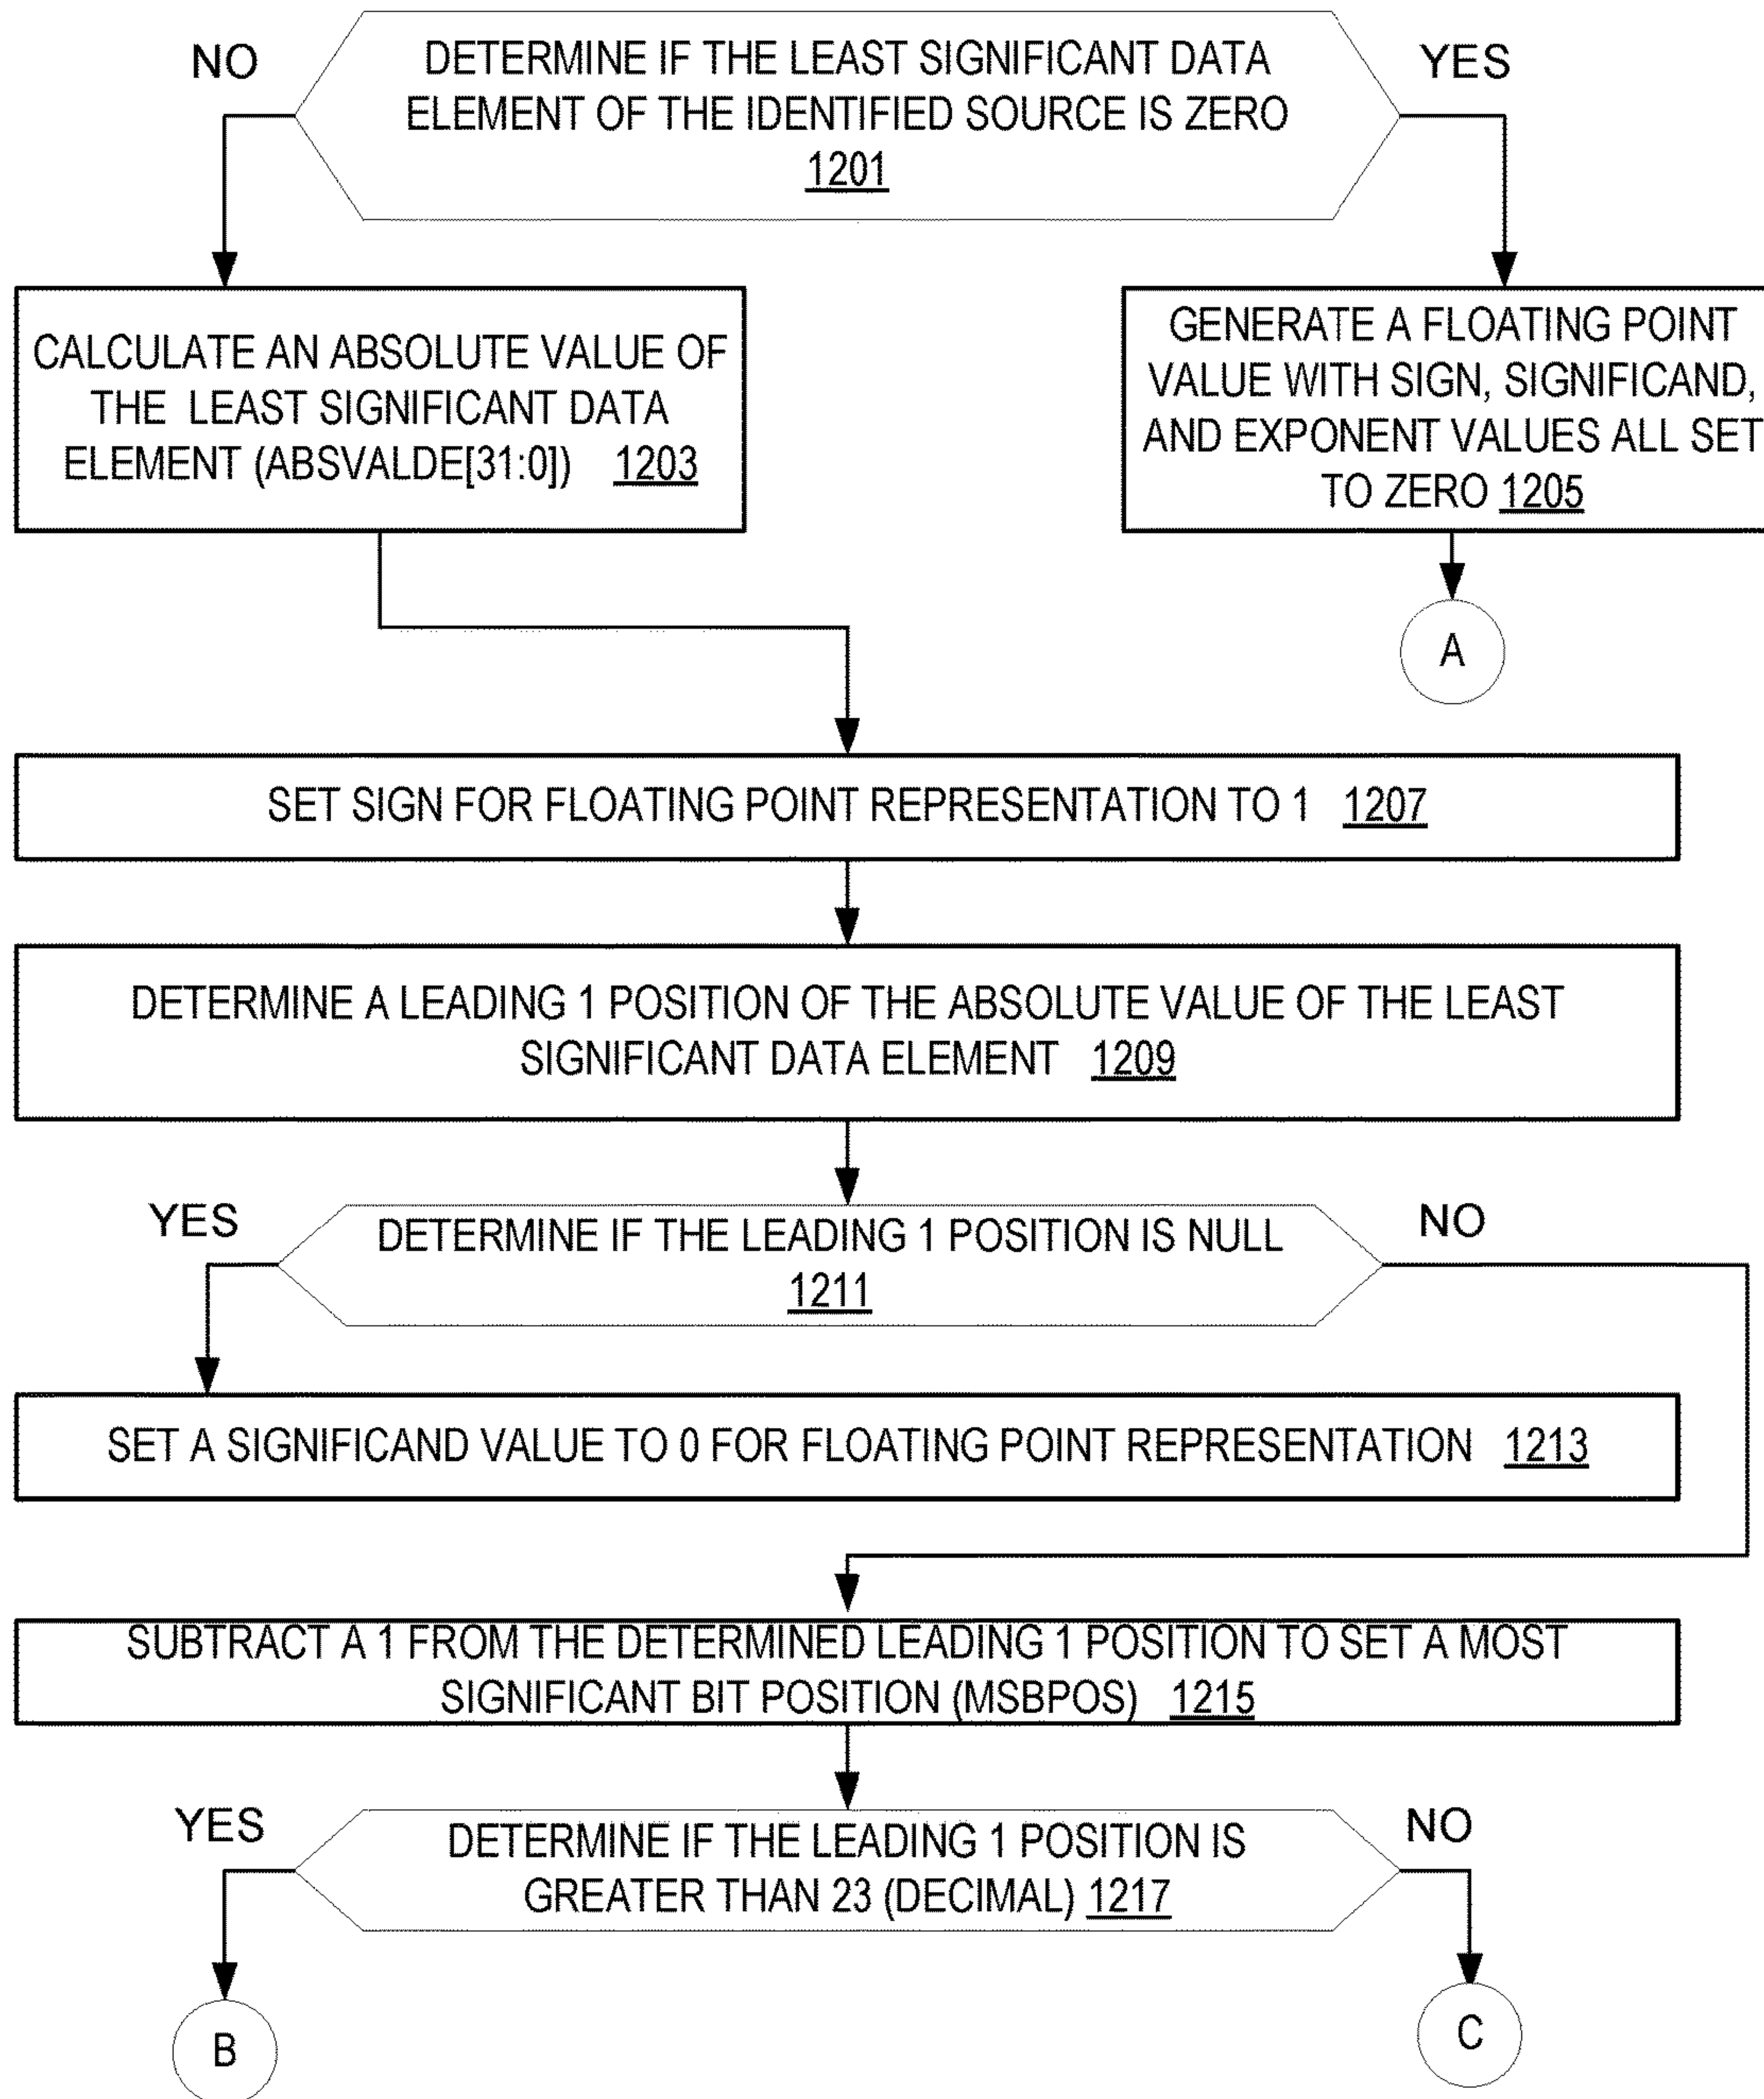 NO
DETERMINE IF THE LEAST SIGNIFICANT DATA
ELEMENT OF THE IDENTIFIED SOURCE IS ZERO
1201
YES
CALCULATE AN ABSOLUTE VALUE OF
THE LEAST SIGNIFICANT DATA
ELEMENT (ABSVALDE[31:0]) 1203
GENERATE A FLOATING POINT
VALUE WITH SIGN, SIGNIFICAND,
AND EXPONENT VALUES ALL SET
TO ZERO 1205
A
SET SIGN FOR FLOATING POINT REPRESENTATION TO 1 1207
DETERMINE A LEADING 1 POSITION OF THE ABSOLUTE VALUE OF THE LEAST
SIGNIFICANT DATA ELEMENT 1209
YES
DETERMINE IF THE LEADING 1 POSITION IS NULL
1211
NO
SET A SIGNIFICAND VALUE TO 0 FOR FLOATING POINT REPRESENTATION 1213
SUBTRACT A 1 FROM THE DETERMINED LEADING 1 POSITION TO SET A MOST
SIGNIFICANT BIT POSITION (MSBPOS) 1215
YES
DETERMINE IF THE LEADING 1 POSITION IS
GREATER THAN 23 (DECIMAL) 1217
NO
B
C